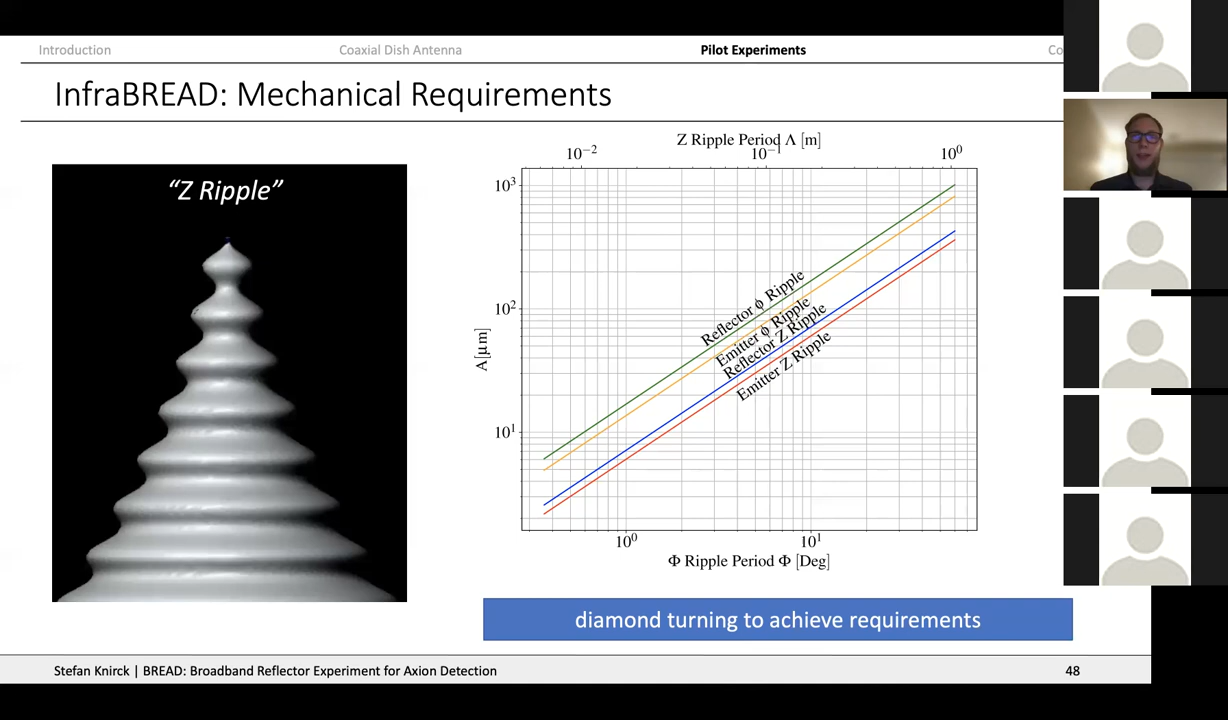 Introduction
Coaxial Dish Antenna
Pilot Experiments
Co
InfraBREAD: Mechanical Requirements
“Z Ripple”
Z Ripple Period Λ [m]
10⁻² 10⁻¹ 10⁰
10³
10²
10¹
A[μm]
Reflector ϕ Ripple
Emitter ϕ Ripple
Reflector Z Ripple
Emitter Z Ripple
10⁰ 10¹
Φ Ripple Period Φ [Deg]
diamond turning to achieve requirements
Stefan Knirck | BREAD: Broadband Reflector Experiment for Axion Detection
48